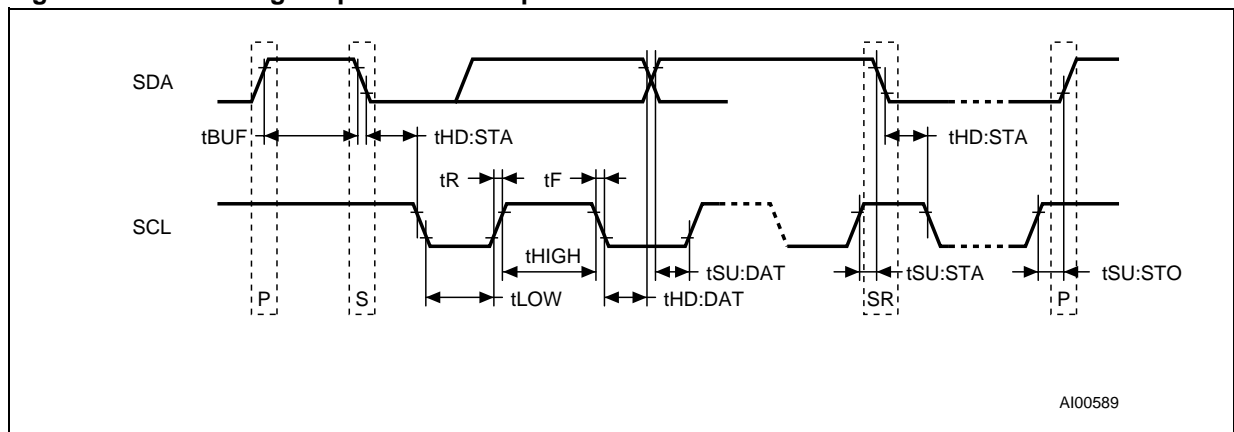 SDA
tBUF
tHD:STA
tHD:STA
tR
tF
SCL
tHIGH
tSU:DAT
tSU:STA
tSU:STO
P
S
tLOW
tHD:DAT
SR
P
AI00589